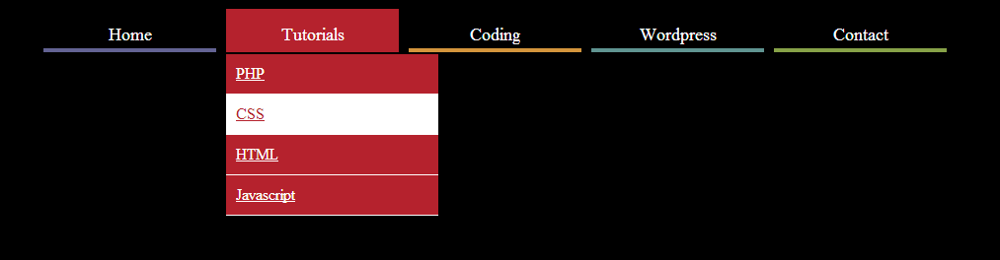 Home Tutorials Coding Wordpress Contact
PHP
CSS
HTML
Javascript